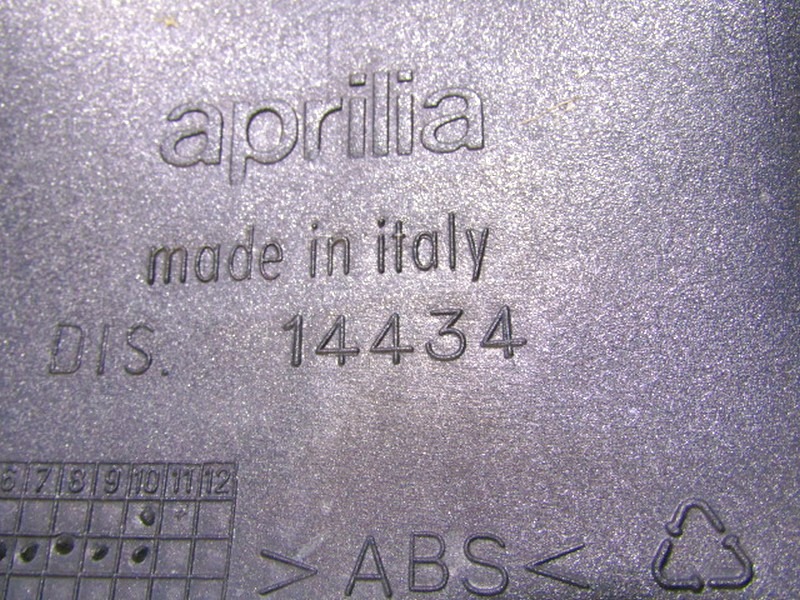 aprilia
made in italy
DIS. 14434
6 7 8 9 10 11 12
>ABS<